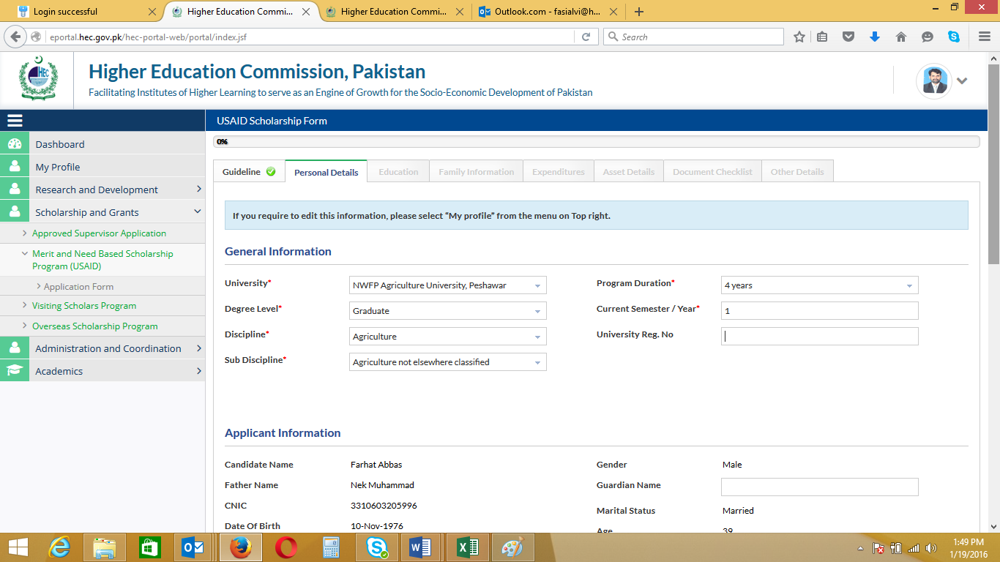 Login successful
Higher Education Commi...
Higher Education Commi...
Outlook.com - fasialvi@h...
eportal.hec.gov.pk/hec-portal-web/portal/index.jsf
Search
HEC
Higher Education Commission, Pakistan
Facilitating Institutes of Higher Learning to serve as an Engine of Growth for the Socio-Economic Development of Pakistan
USAID Scholarship Form
Dashboard
My Profile
Research and Development
Scholarship and Grants
Approved Supervisor Application
Merit and Need Based Scholarship
Program (USAID)
Application Form
Visiting Scholars Program
Overseas Scholarship Program
Administration and Coordination
Academics
0%
Guideline
Personal Details
Education
Family Information
Expenditures
Asset Details
Document Checklist
Other Details
If you require to edit this information, please select “My profile” from the menu on Top right.
General Information
University* NWFP Agriculture University, Peshawar
Program Duration* 4 years
Degree Level* Graduate
Current Semester / Year* 1
Discipline* Agriculture
University Reg. No
Sub Discipline* Agriculture not elsewhere classified
Applicant Information
Candidate Name Farhat Abbas
Gender Male
Father Name Nek Muhammad
Guardian Name
CNIC 3310603205996
Marital Status Married
Date Of Birth 10-Nov-1976
Age 39
1:49 PM
1/19/2016